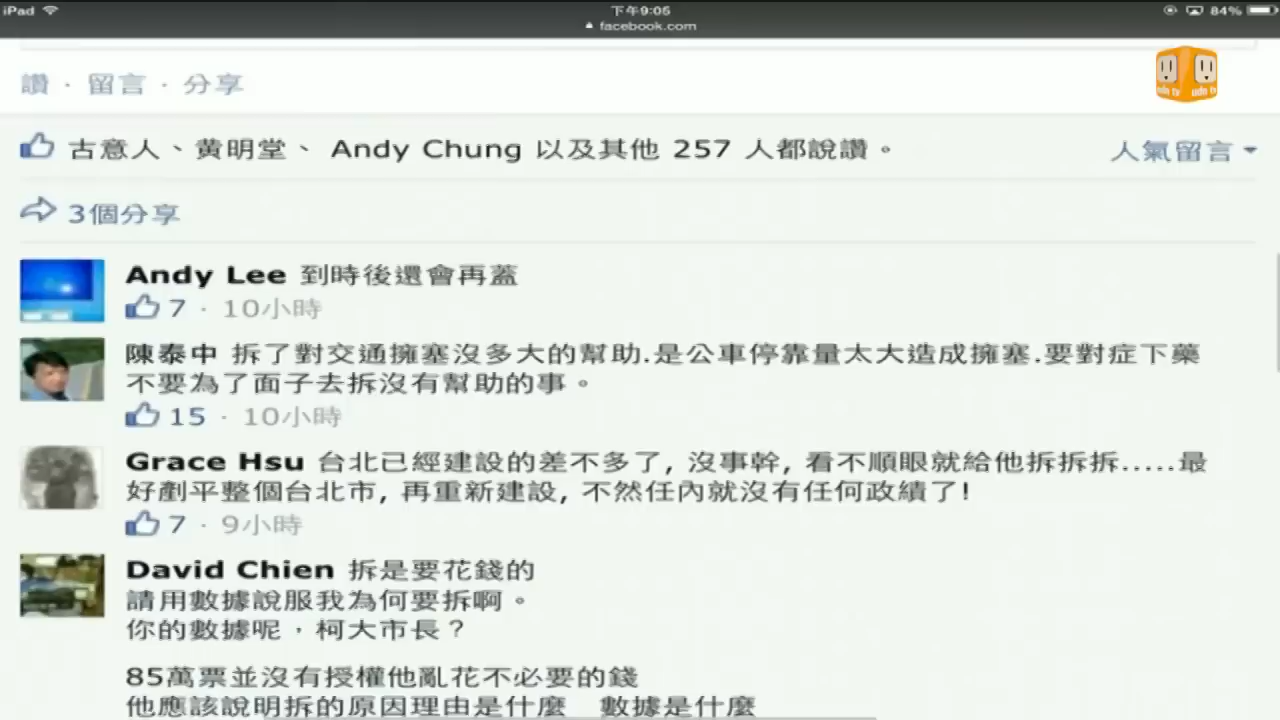 iPad
下午9:05
84%
facebook.com
udn tv udn tv
讚 · 留言 · 分享
古意人、黃明堂、 Andy Chung 以及其他 257 人都說讚。
人氣留言
3個分享
Andy Lee 到時後還會再蓋
7 · 10小時
陳泰中 拆了對交通擁塞沒多大的幫助.是公車停靠量太大造成擁塞.要對症下藥
不要為了面子去拆沒有幫助的事。
15 · 10小時
Grace Hsu 台北已經建設的差不多了, 沒事幹, 看不順眼就給他拆拆拆.....最
好剷平整個台北市, 再重新建設, 不然任內就沒有任何政績了!
7 · 9小時
David Chien 拆是要花錢的
請用數據說服我為何要拆啊。
你的數據呢，柯大市長？
85萬票並沒有授權他亂花不必要的錢
他應該說明拆的原因理由是什麼　數據是什麼